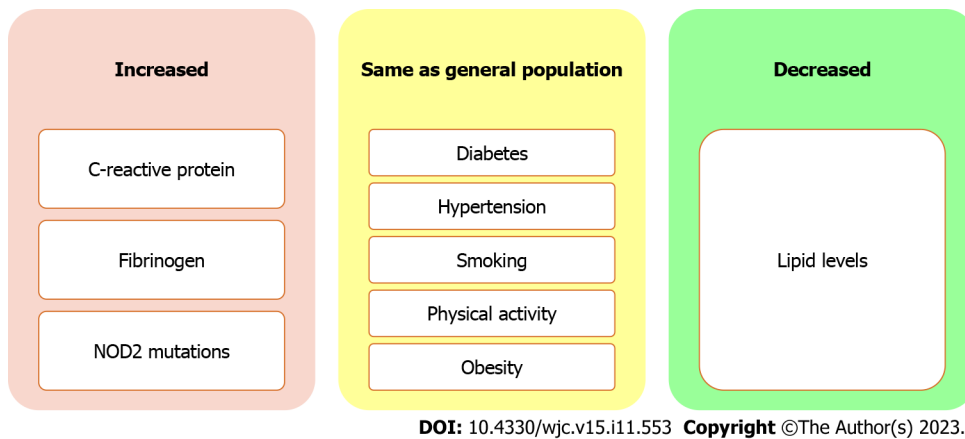 Increased
C-reactive protein
Fibrinogen
NOD2 mutations
Same as general population
Diabetes
Hypertension
Smoking
Physical activity
Obesity
Decreased
Lipid levels
DOI: 10.4330/wjc.v15.i11.553 Copyright ©The Author(s) 2023.